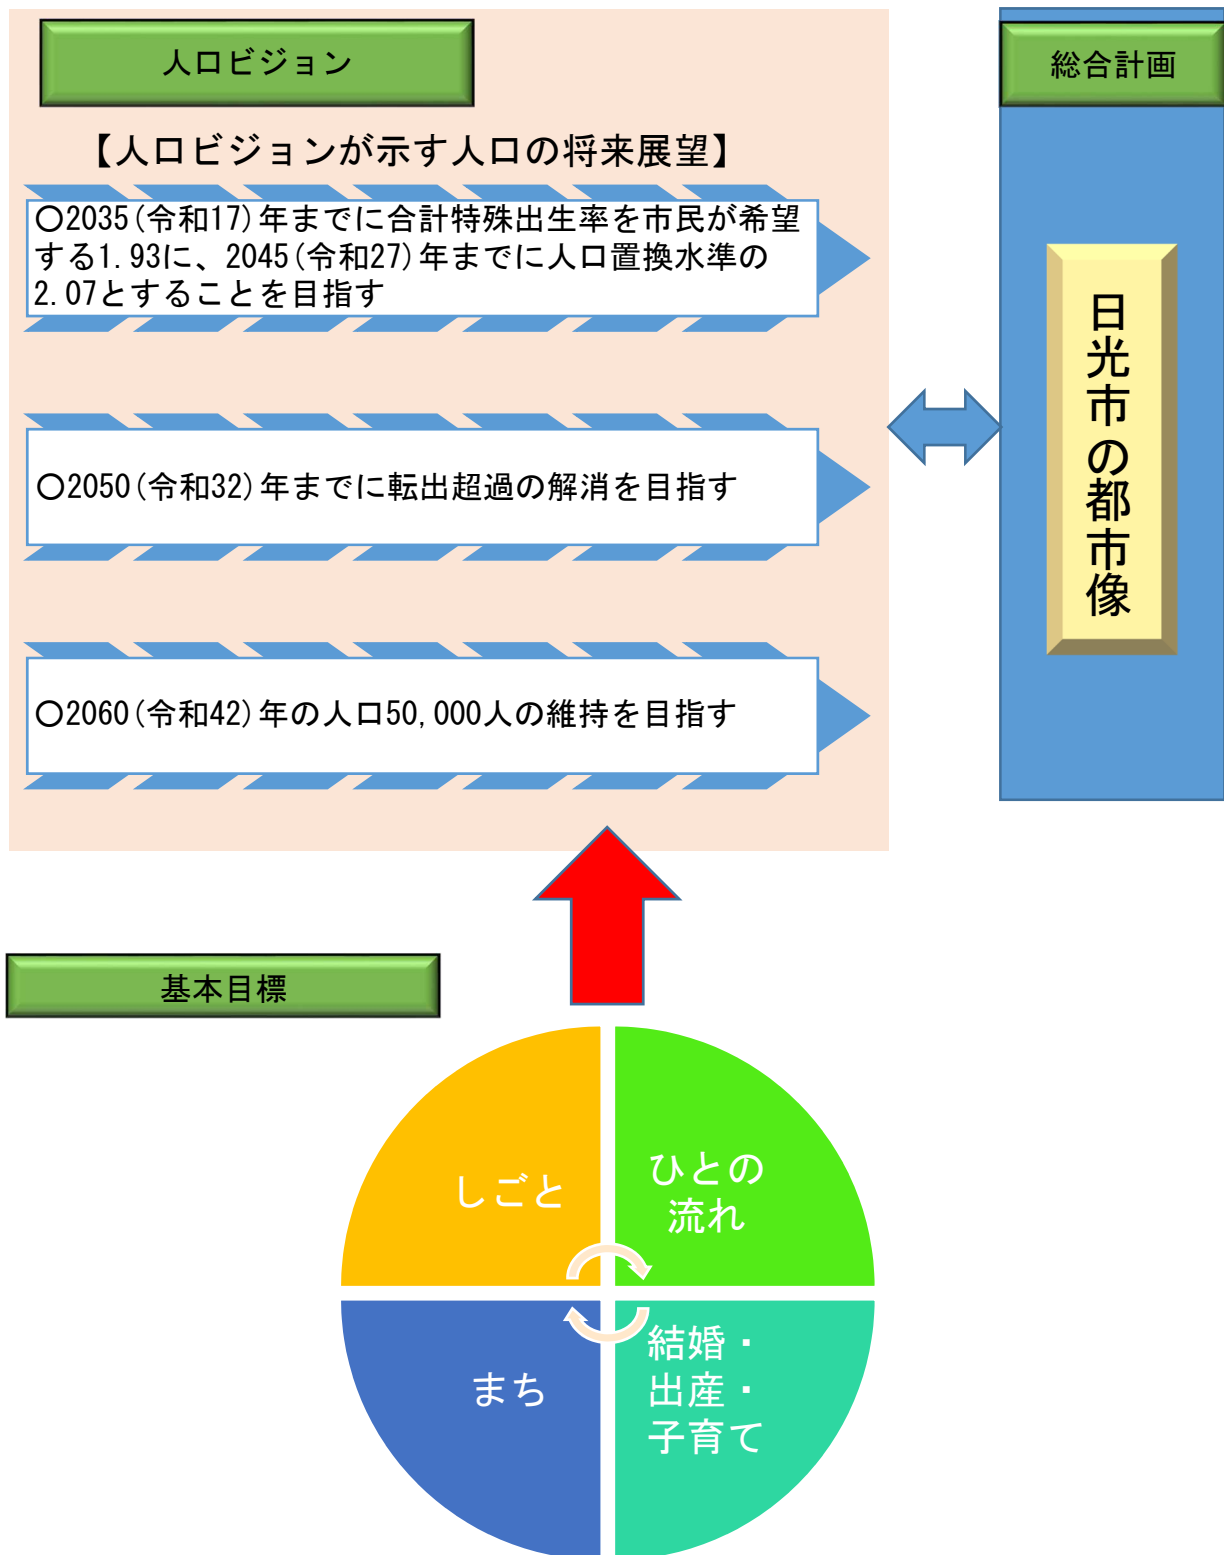 人口ビジョン
【人口ビジョンが示す人口の将来展望】
○2035(令和17)年までに合計特殊出生率を市民が希望
する1.93に、2045(令和27)年までに人口置換水準の
2.07とすることを目指す
○2050(令和32)年までに転出超過の解消を目指す
○2060(令和42)年の人口50,000人の維持を目指す
総合計画
日光市の都市像
基本目標
しごと
ひとの
流れ
まち
結婚・
出産・
子育て